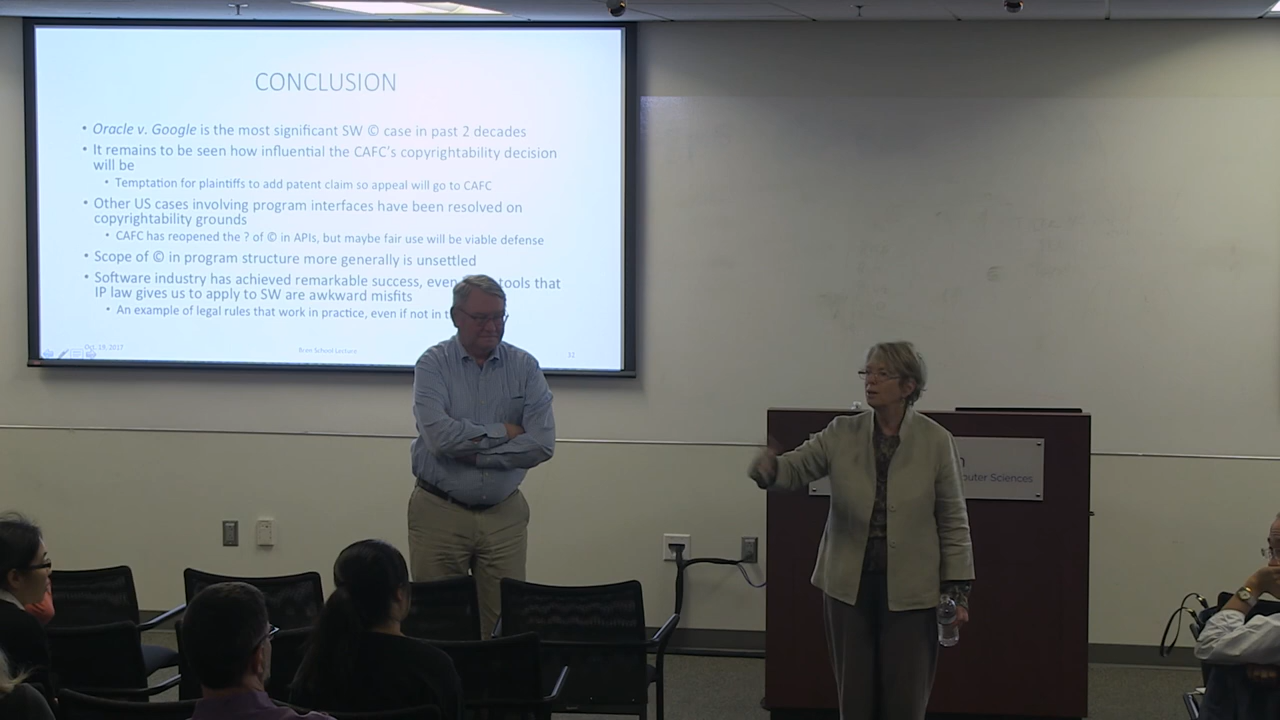 CONCLUSION
• Oracle v. Google is the most significant SW © case in past 2 decades
• It remains to be seen how influential the CAFC's copyrightability decision
will be
• Temptation for plaintiffs to add patent claim so appeal will go to CAFC
• Other US cases involving program interfaces have been resolved on
copyrightability grounds
• CAFC has reopened the ? of © in APIs, but maybe fair use will be viable defense
• Scope of © in program structure more generally is unsettled
• Software industry has achieved remarkable success, even tools that
IP law gives us to apply to SW are awkward misfits
• An example of legal rules that work in practice, even if not in t
Oct. 19, 2017
Bren School Lecture
puter Sciences